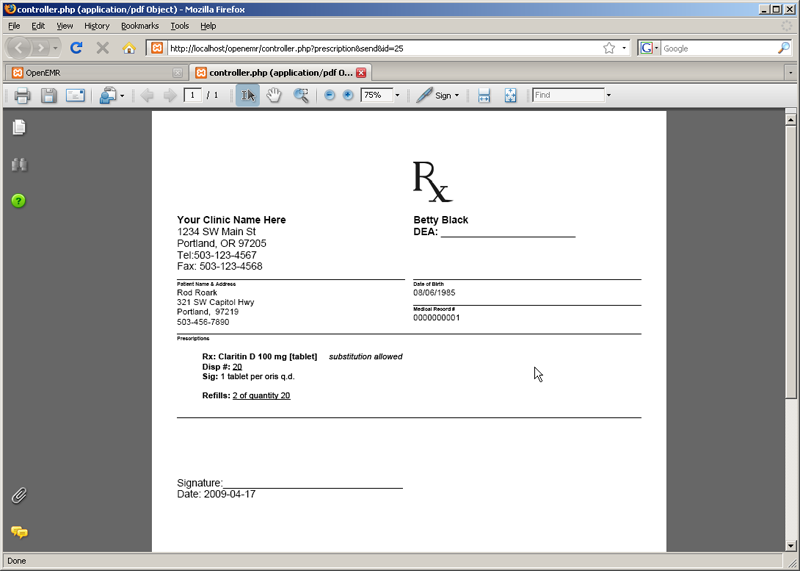 controller.php (application/pdf Object) - Mozilla Firefox
File Edit View History Bookmarks Tools Help
http://localhost/openemr/controller.php?prescription&send&id=25
Google
OpenEMR
controller.php (application/pdf O...
1 / 1
75%
Sign
Find
Rx
Your Clinic Name Here
1234 SW Main St
Portland, OR 97205
Tel:503-123-4567
Fax: 503-123-4568
Betty Black
DEA: ________________________
Patient Name & Address
Rod Roark
321 SW Capitol Hwy
Portland, 97219
503-456-7890
Date of Birth
08/06/1985
Medical Record #
0000000001
Prescriptions
Rx: Claritin D 100 mg [tablet] substitution allowed
Disp #: 20
Sig: 1 tablet per oris q.d.
Refills: 2 of quantity 20
Signature:________________________________
Date: 2009-04-17
Done